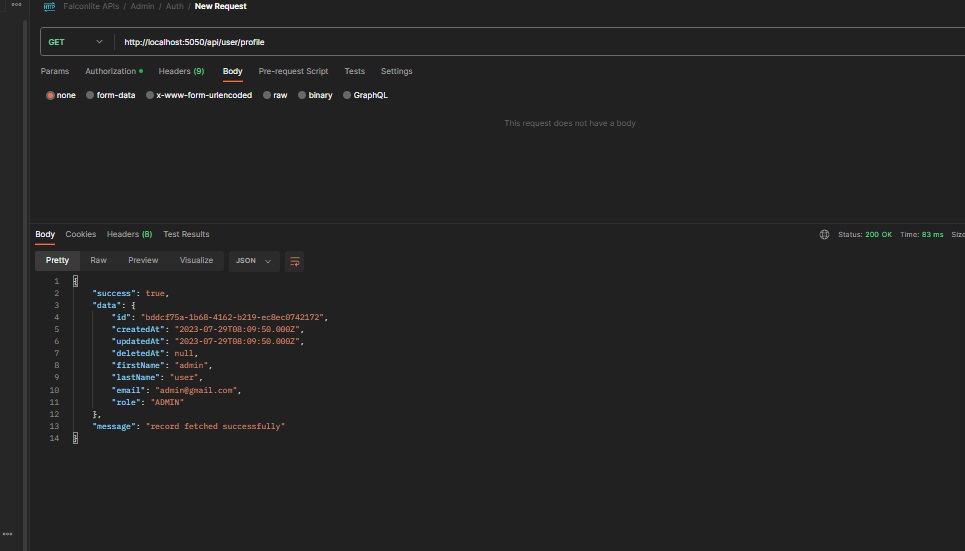 Falconlite APIs / Admin / Auth / New Request
GET http://localhost:5050/api/user/profile
Params Authorization Headers (9) Body Pre-request Script Tests Settings
none form-data x-www-form-urlencoded raw binary GraphQL
This request does not have a body
Body Cookies Headers (8) Test Results Status: 200 OK Time: 83 ms Size
Pretty Raw Preview Visualize JSON
1 {
2 "success": true,
3 "data": {
4 "id": "bddcf75a-1b68-4162-b219-ec8ec0742172",
5 "createdAt": "2023-07-29T08:09:50.000Z",
6 "updatedAt": "2023-07-29T08:09:50.000Z",
7 "deletedAt": null,
8 "firstName": "admin",
9 "lastName": "user",
10 "email": "admin@gmail.com",
11 "role": "ADMIN"
12 },
13 "message": "record fetched successfully"
14 }